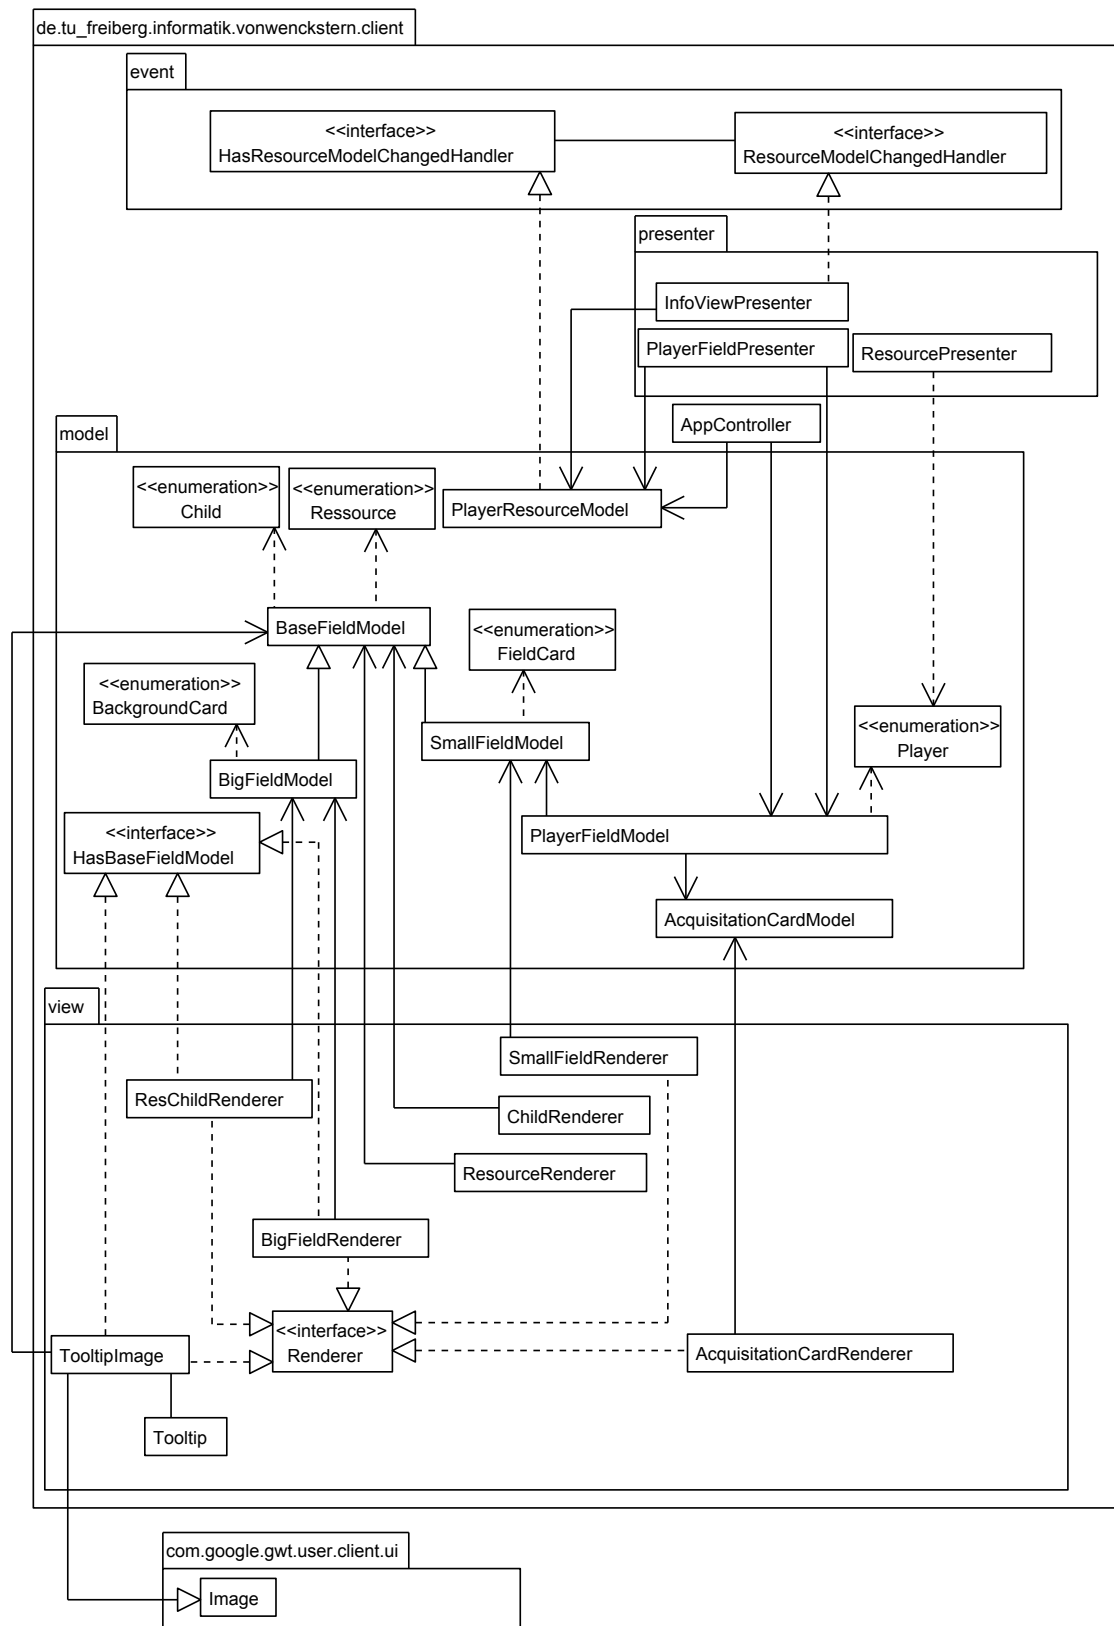 de.tu_freiberg.informatik.vonwenckstern.client
event
<<interface>>
HasResourceModelChangedHandler
<<interface>>
ResourceModelChangedHandler
presenter
InfoViewPresenter
PlayerFieldPresenter
ResourcePresenter
AppController
model
<<enumeration>>
Child
<<enumeration>>
Ressource
PlayerResourceModel
BaseFieldModel
<<enumeration>>
FieldCard
<<enumeration>>
BackgroundCard
SmallFieldModel
<<enumeration>>
Player
BigFieldModel
<<interface>>
HasBaseFieldModel
PlayerFieldModel
AcquisitationCardModel
view
SmallFieldRenderer
ResChildRenderer
ChildRenderer
ResourceRenderer
BigFieldRenderer
<<interface>>
Renderer
TooltipImage
AcquisitationCardRenderer
Tooltip
com.google.gwt.user.client.ui
Image